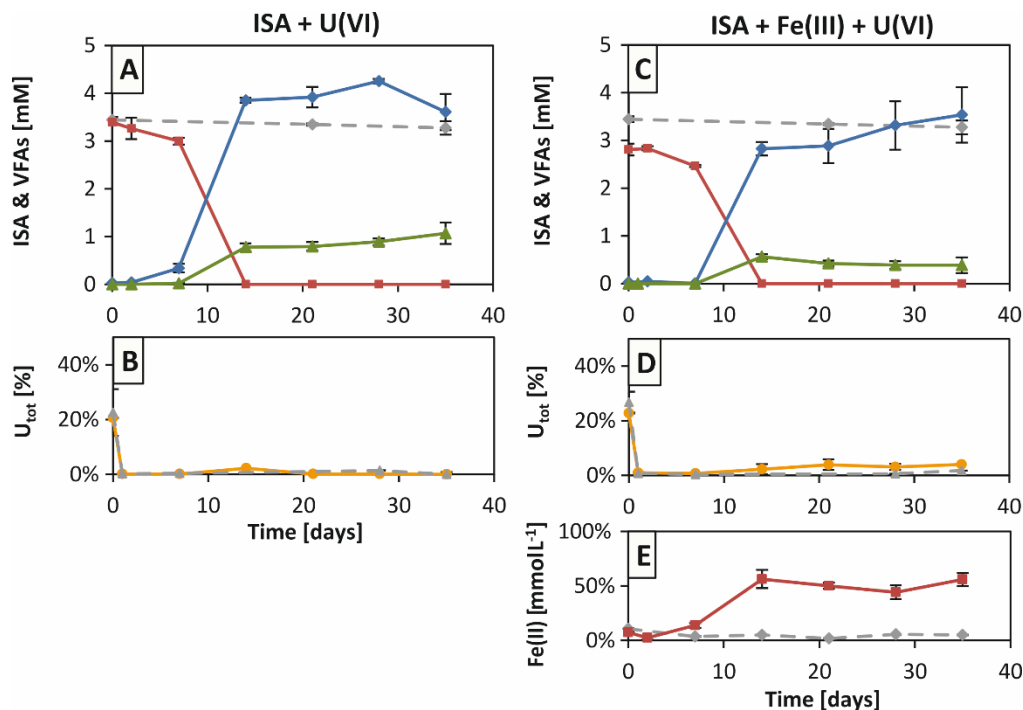 ISA + U(VI)
ISA + Fe(III) + U(VI)
A
ISA & VFAs [mM]
5
4
3
2
1
0
0 10 20 30 40
C
ISA & VFAs [mM]
5
4
3
2
1
0
0 10 20 30 40
B
Utot [%]
40%
20%
0%
0 10 20 30 40
Time [days]
D
Utot [%]
40%
20%
0%
0 10 20 30 40
E
Fe(II) [mmolL-1]
100%
50%
0%
0 10 20 30 40
Time [days]